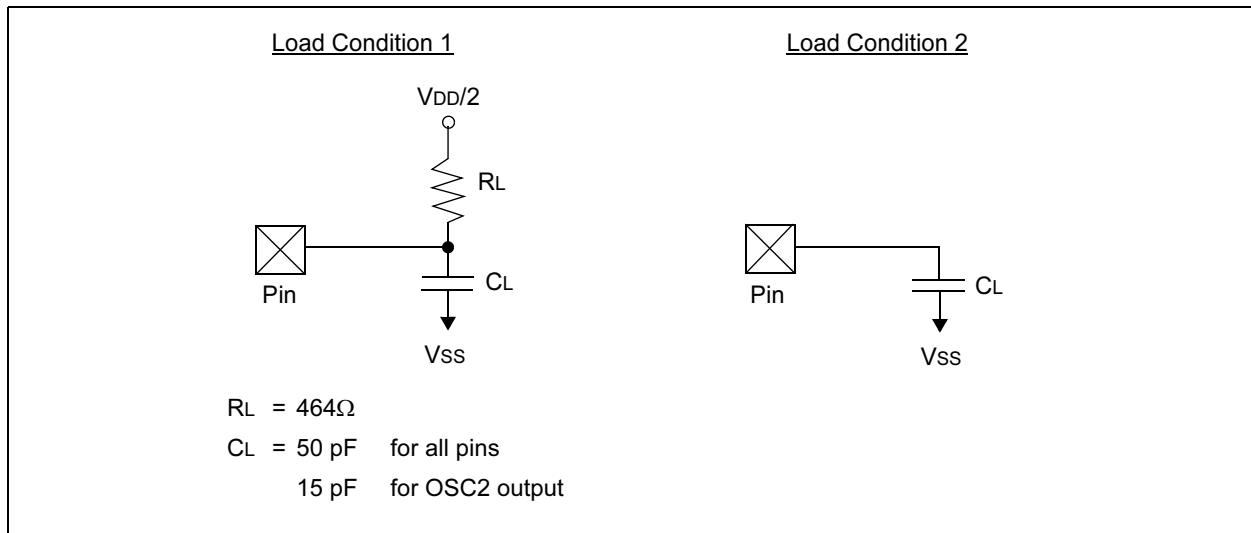 Load Condition 1
Load Condition 2
VDD/2
RL
CL
Pin
VSS
CL
Pin
VSS
RL = 464Ω
CL = 50 pF for all pins
15 pF for OSC2 output